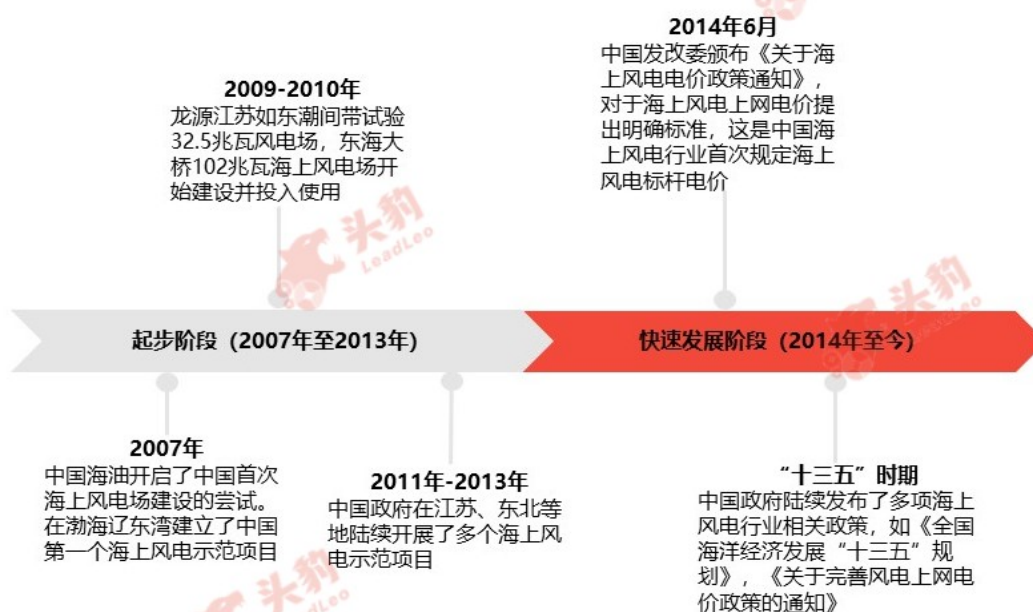 2009-2010年
龙源江苏如东潮间带试验
32.5兆瓦风电场，东海大
桥102兆瓦海上风电场开
始建设并投入使用
2014年6月
中国发改委颁布《关于海
上风电电价政策通知》，
对于海上风电上网电价提
出明确标准，这是中国海
上风电行业首次规定海上
风电标杆电价
头豹
LeadLeo
头豹
起步阶段（2007年至2013年）
快速发展阶段（2014年至今）
2007年
中国海油开启了中国首次
海上风电场建设的尝试。
在渤海辽东湾建立了中国
第一个海上风电示范项目
2011年-2013年
中国政府在江苏、东北等
地陆续开展了多个海上风
电示范项目
“十三五”时期
中国政府陆续发布了多项海上
风电行业相关政策，如《全国
海洋经济发展“十三五”规
划》，《关于完善风电上网电
价政策的通知》
头豹